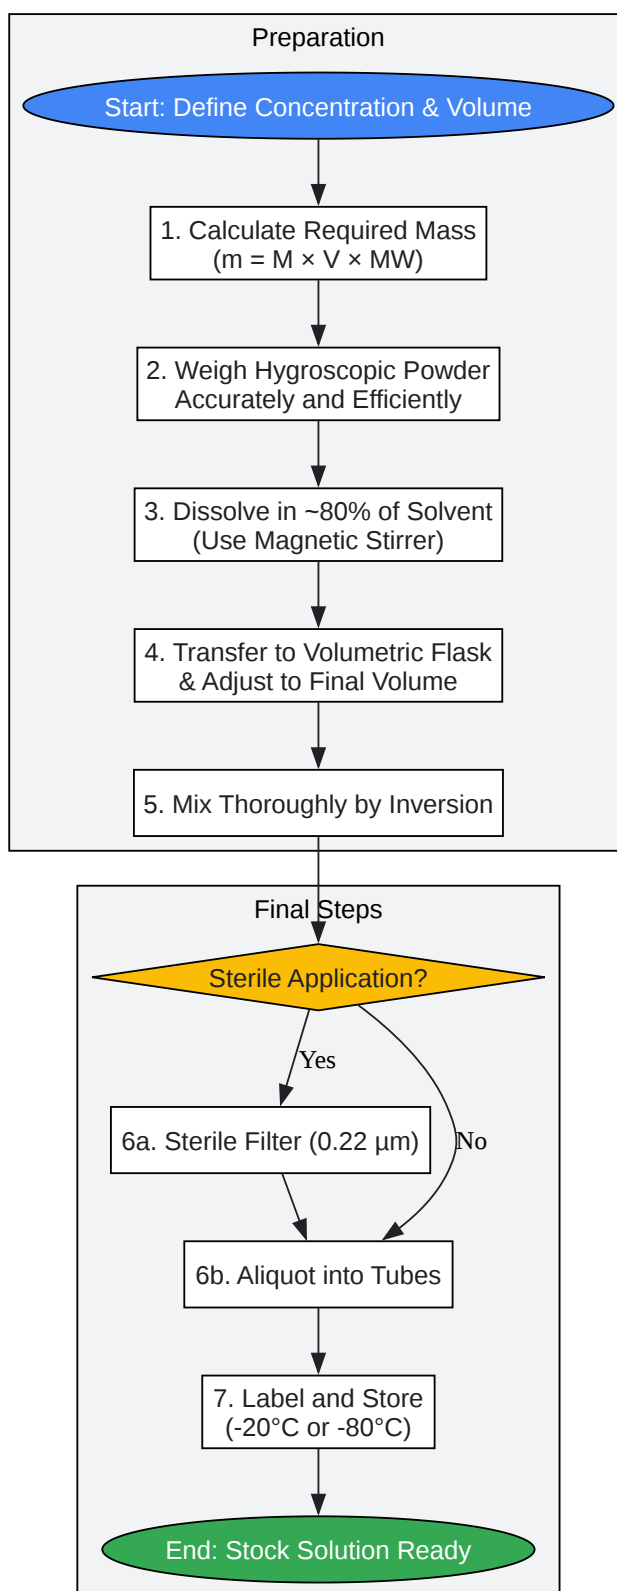 Preparation
Start: Define Concentration & Volume
1. Calculate Required Mass
(m = M × V × MW)
2. Weigh Hygroscopic Powder
Accurately and Efficiently
3. Dissolve in ~80% of Solvent
(Use Magnetic Stirrer)
4. Transfer to Volumetric Flask
& Adjust to Final Volume
5. Mix Thoroughly by Inversion
Final Steps
Sterile Application?
Yes
6a. Sterile Filter (0.22 µm)
No
6b. Aliquot into Tubes
7. Label and Store
(-20°C or -80°C)
End: Stock Solution Ready